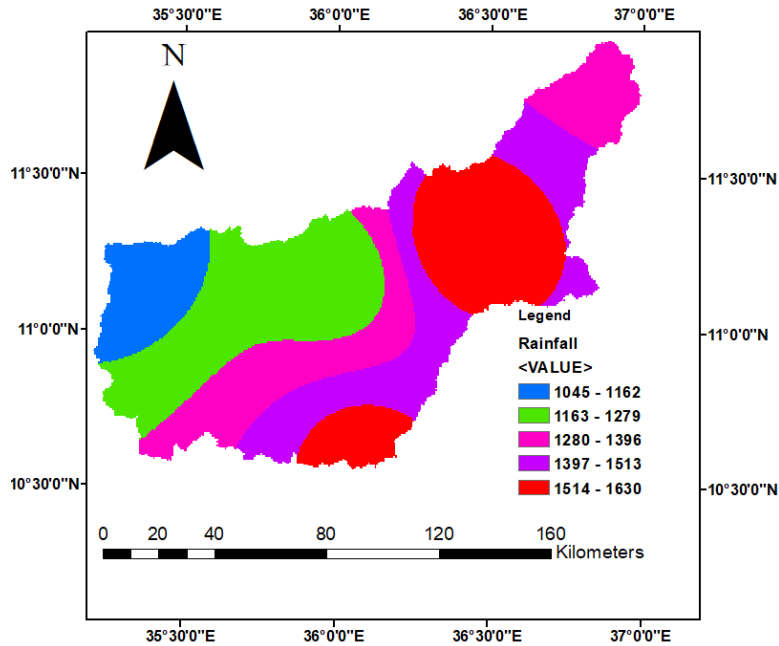 35°30'0"E 36°0'0"E 36°30'0"E 37°0'0"E
N
11°30'0"N 11°30'0"N
11°0'0"N 11°0'0"N
Legend
Rainfall
<VALUE>
1045 - 1162
1163 - 1279
1280 - 1396
1397 - 1513
1514 - 1630
10°30'0"N 10°30'0"N
0 20 40 80 120 160
Kilometers
35°30'0"E 36°0'0"E 36°30'0"E 37°0'0"E